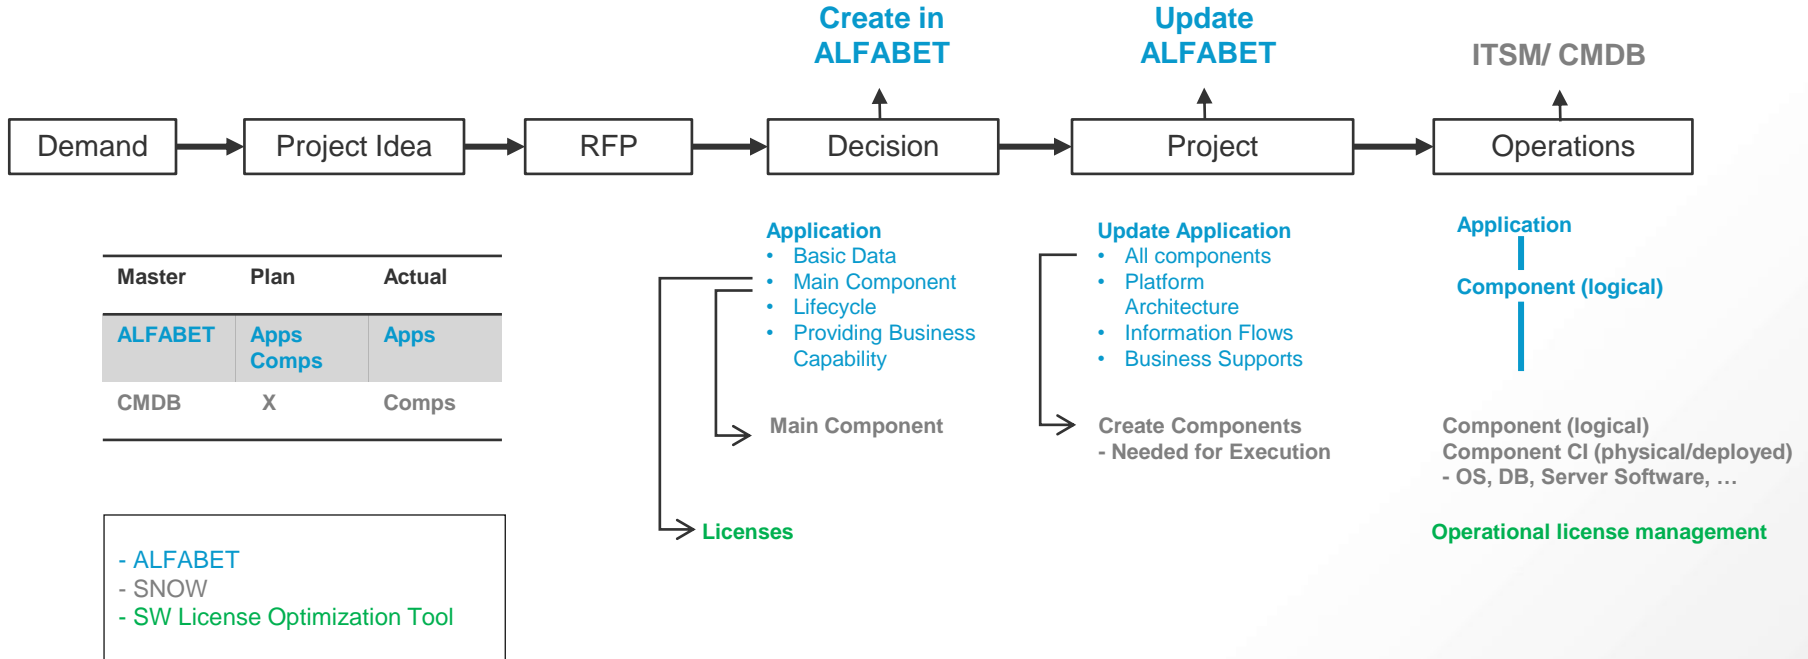 Create in
ALFABET
Update
ALFABET
ITSM/ CMDB
Demand
Project Idea
RFP
Decision
Project
Operations
Master Plan Actual
ALFABET Apps Apps
Comps
CMDB X Comps
- ALFABET
- SNOW
- SW License Optimization Tool
Application
• Basic Data
• Main Component
• Lifecycle
• Providing Business
Capability
Main Component
Licenses
Update Application
• All components
• Platform
Architecture
• Information Flows
• Business Supports
Create Components
- Needed for Execution
Application
Component (logical)
Component (logical)
Component CI (physical/deployed)
- OS, DB, Server Software, …
Operational license management